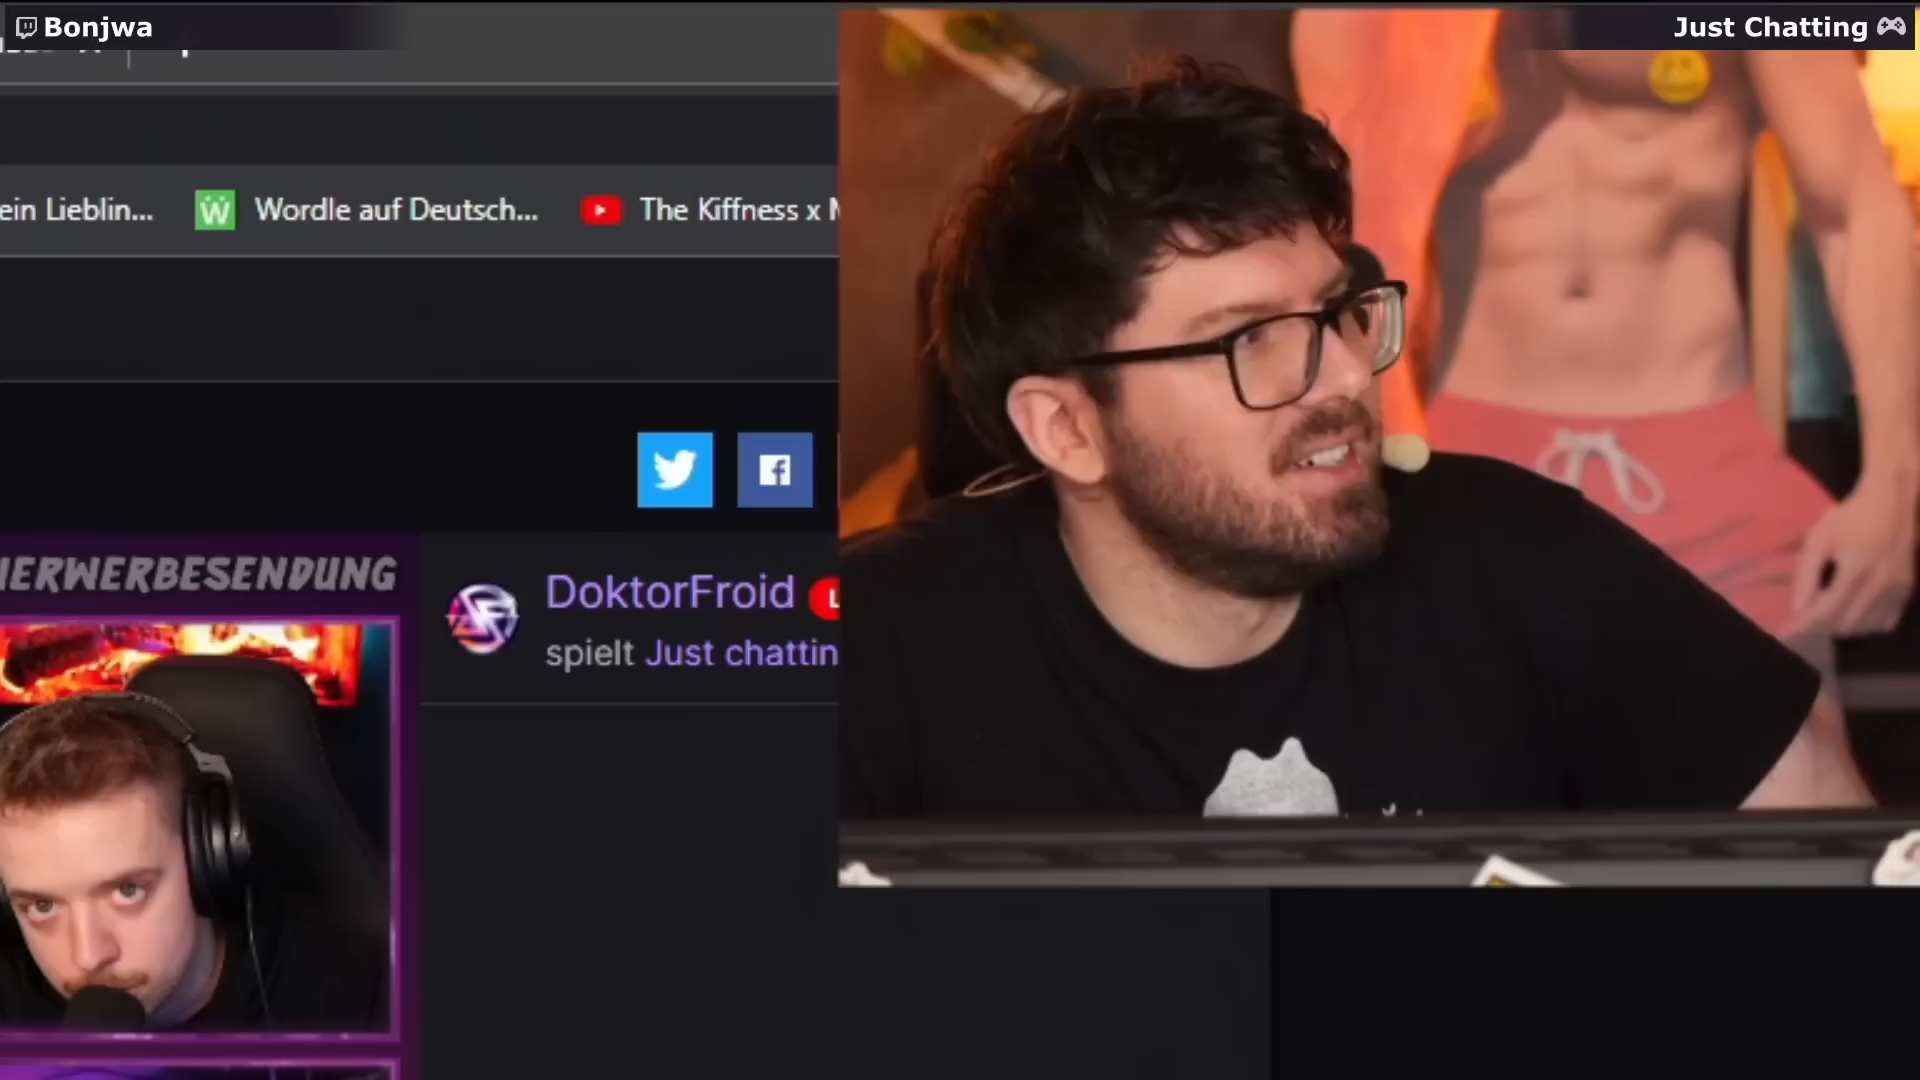 Bonjwa
Just Chatting
ein Lieblin...
Wordle auf Deutsch...
The Kiffness x
IERWERBESENDUNG
DoktorFroid
spielt Just chattin